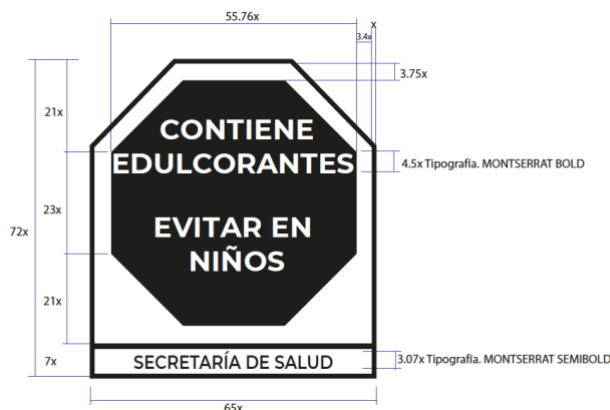 55.76x
x
3.4x
3.75x
21x
CONTIENE
EDULCORANTES
4.5x Tipografía. MONTSERRAT BOLD
23x
72x
EVITAR EN
NIÑOS
21x
7x
SECRETARÍA DE SALUD
3.07x Tipografía. MONTSERRAT SEMIBOLD
65x